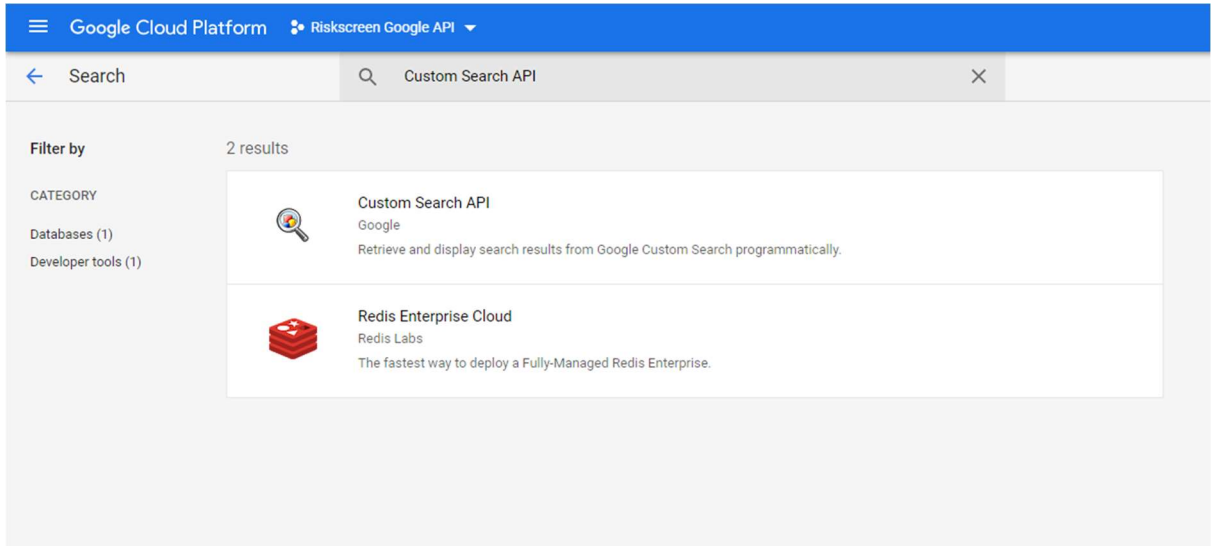 Google Cloud Platform Riskscreen Google API
Search Custom Search API
Filter by
2 results
CATEGORY
Databases (1)
Developer tools (1)
Custom Search API
Google
Retrieve and display search results from Google Custom Search programmatically.
Redis Enterprise Cloud
Redis Labs
The fastest way to deploy a Fully-Managed Redis Enterprise.